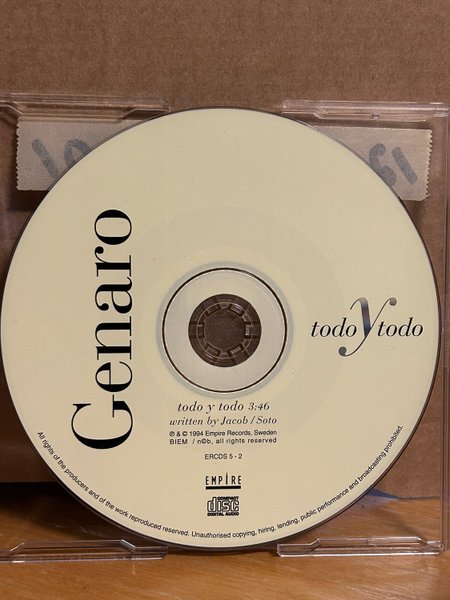 Genaro
todo y todo
todo y todo 3:46
written by Jacob / Soto
℗ & © 1994 Empire Records, Sweden
BIEM / n©b, all rights reserved
ERCDS 5 - 2
EMPIRE
COMPACT
disc
DIGITAL AUDIO
All rights of the producers and of the work reproduced reserved. Unauthorised copying, hiring, lending, public performance and broadcasting prohibited.